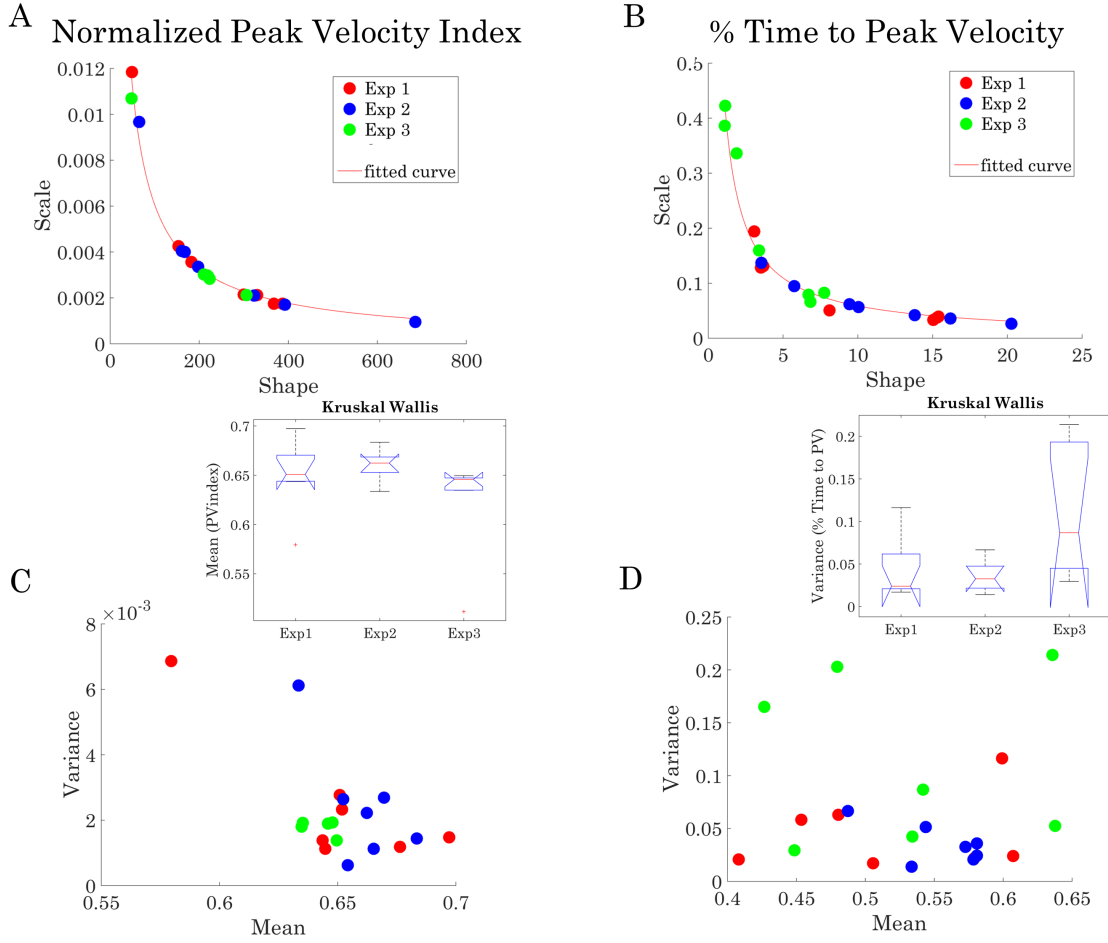 A
Normalized Peak Velocity Index
0.012
0.01
0.008
0.006
0.004
0.002
0
Scale
Exp 1
Exp 2
Exp 3
-
fitted curve
0
200
400
600
800
Shape
B
% Time to Peak Velocity
0.5
0.4
0.3
0.2
0.1
0
Scale
Exp 1
Exp 2
Exp 3
fitted curve
0
5
10
15
20
25
Shape
Kruskal Wallis
0.7
0.65
0.6
0.55
Mean (PVindex)
Exp1
Exp2
Exp3
Kruskal Wallis
0.2
0.15
0.1
0.05
0
Variance (% Time to PV)
Exp1
Exp2
Exp3
C
×10⁻³
8
6
4
2
0
Variance
0.55
0.6
0.65
0.7
Mean
D
0.25
0.2
0.15
0.1
0.05
0
Variance
0.4
0.45
0.5
0.55
0.6
0.65
Mean